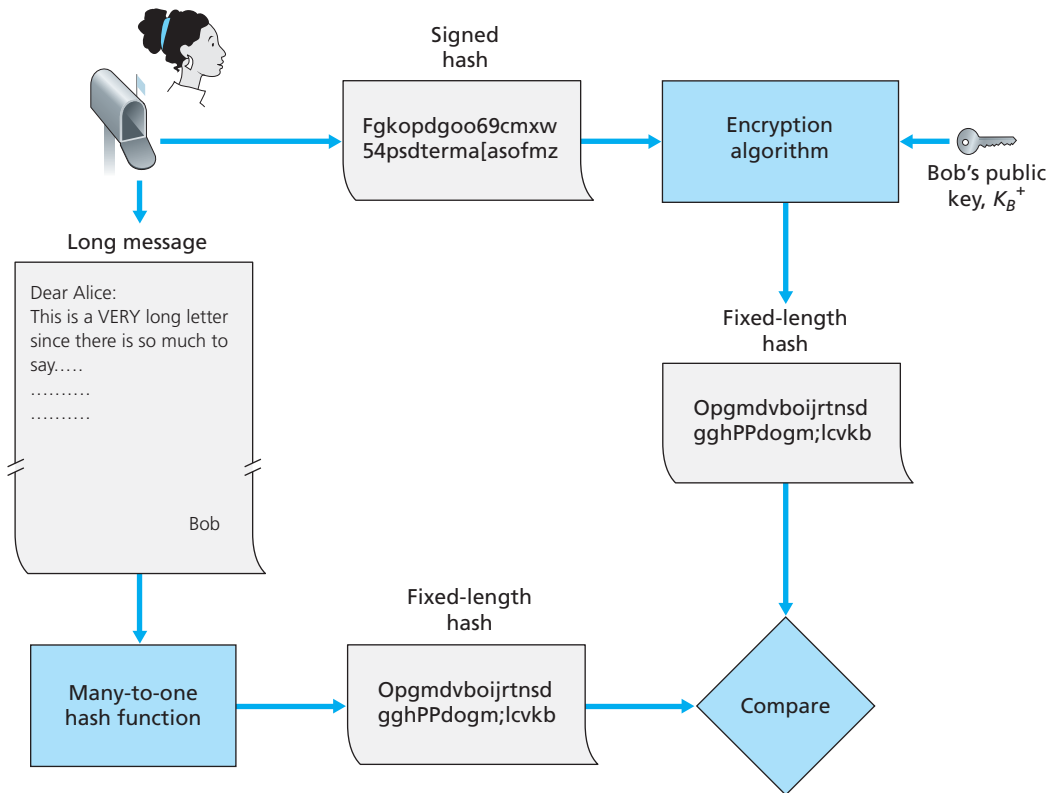 Signed
hash
Fgkopdgoo69cmxw
54psdterma[asofmz
Encryption
algorithm
Bob's public
key, K_B^+
Long message
Dear Alice:
This is a VERY long letter
since there is so much to
say.....
..........
..........
Bob
Fixed-length
hash
Opgmdvboijrtnsd
gghPPdogm;lcvkb
Many-to-one
hash function
Fixed-length
hash
Opgmdvboijrtnsd
gghPPdogm;lcvkb
Compare